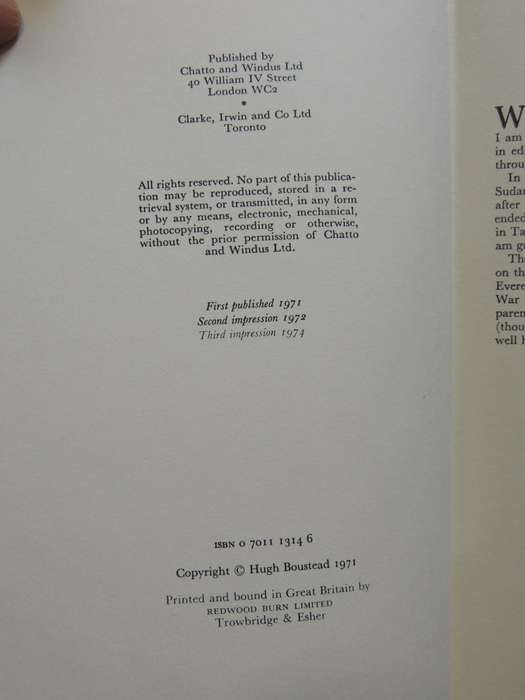 Published by
Chatto and Windus Ltd
40 William IV Street
London WC2
•
Clarke, Irwin and Co Ltd
Toronto
All rights reserved. No part of this publica-
tion may be reproduced, stored in a re-
trieval system, or transmitted, in any form
or by any means, electronic, mechanical,
photocopying, recording or otherwise,
without the prior permission of Chatto
and Windus Ltd.
First published 1971
Second impression 1972
Third impression 1974
ISBN 0 7011 1314 6
Copyright © Hugh Boustead 1971
Printed and bound in Great Britain by
REDWOOD BURN LIMITED
Trowbridge & Esher
W
I am
in ed
throu
In
Sudan
after
ended
in Ta
am gr
Th
on th
Evere
War
paren
(thou
well h